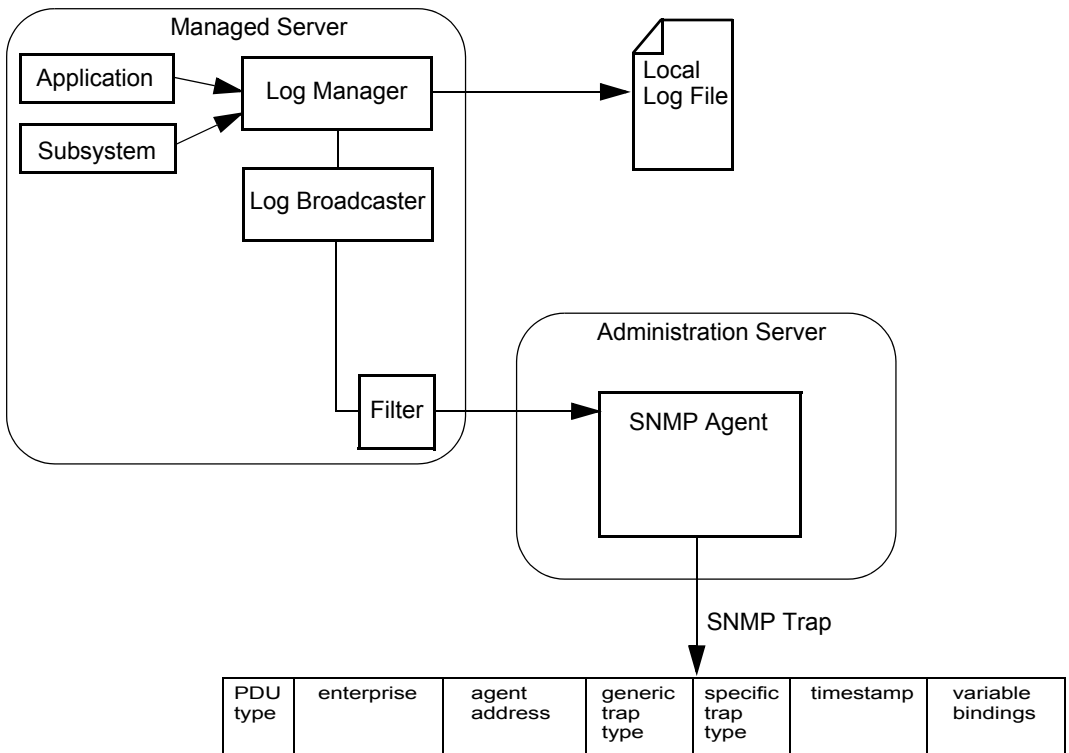 Managed Server
Application
Log Manager
Local
Log File
Subsystem
Log Broadcaster
Administration Server
Filter
SNMP Agent
SNMP Trap
PDU
type
enterprise
agent
address
generic
trap
type
specific
trap
type
timestamp
variable
bindings